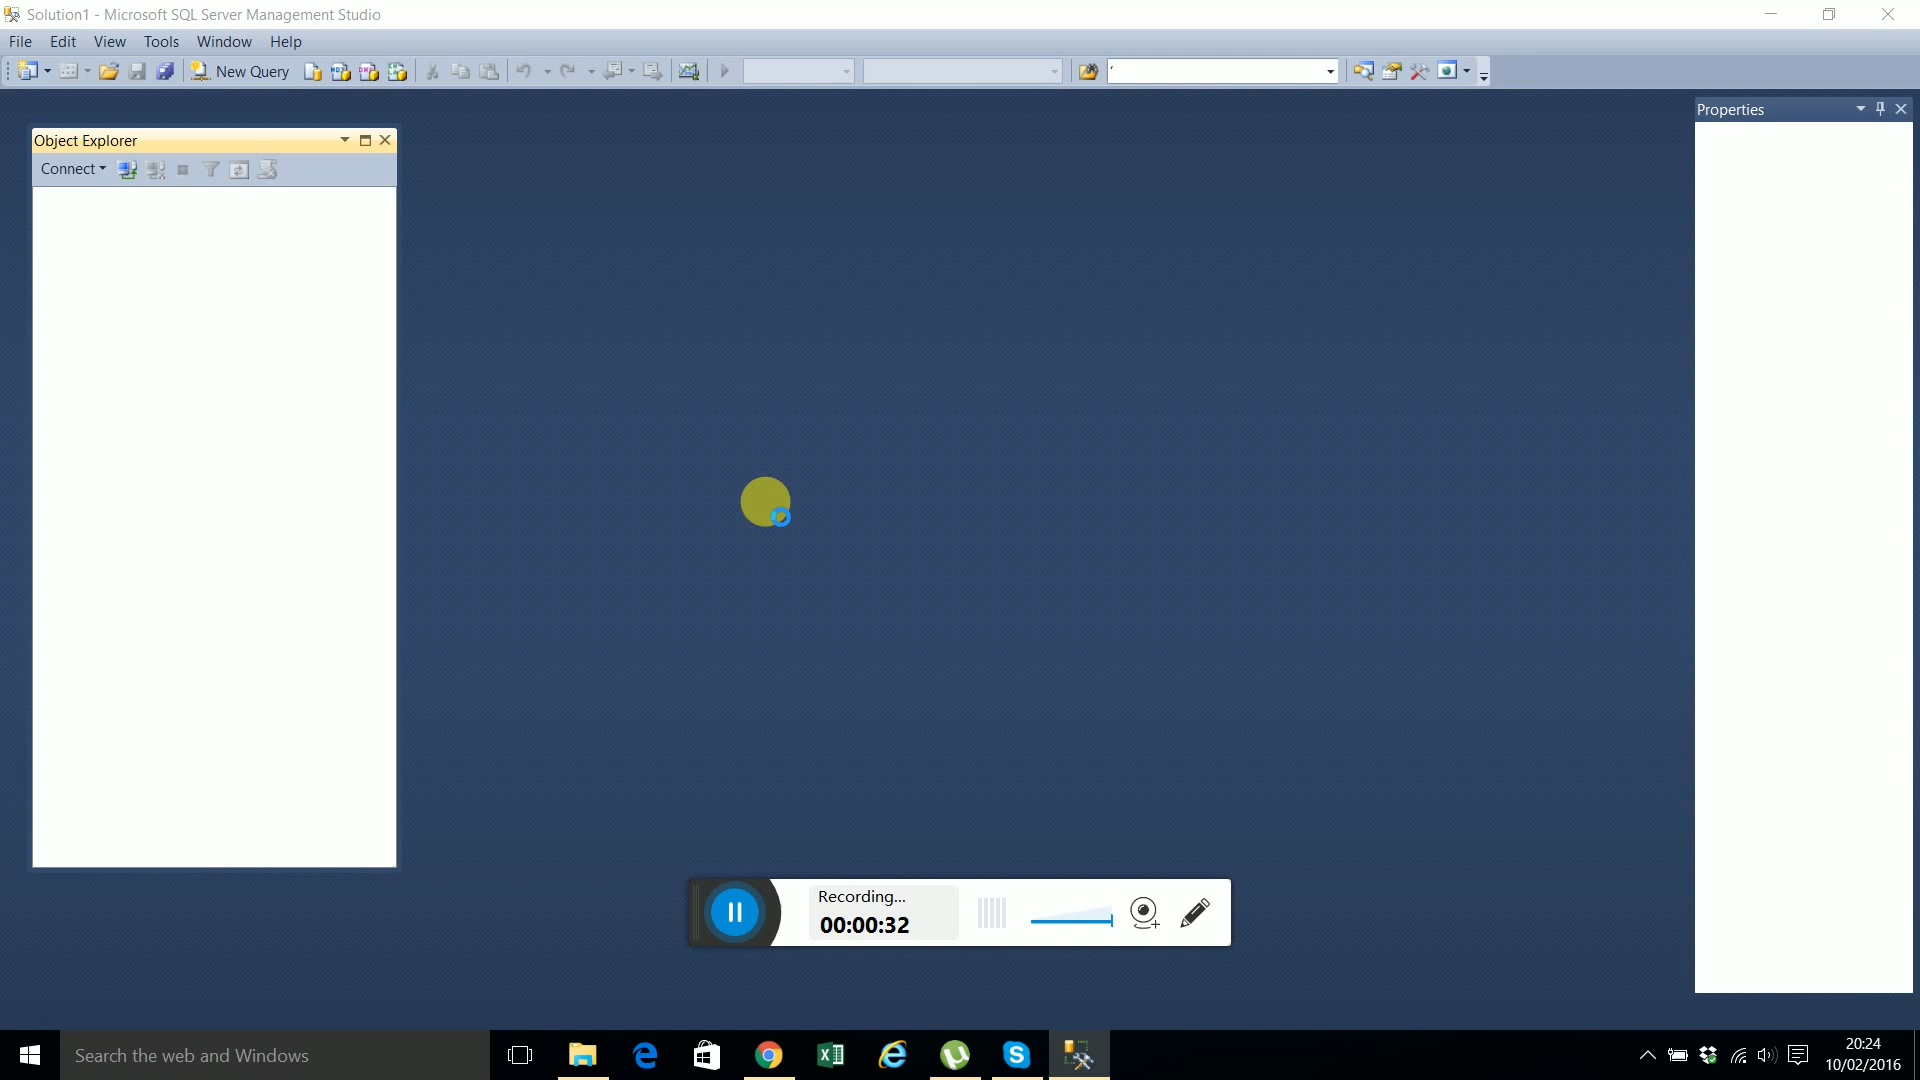 Solution1 - Microsoft SQL Server Management Studio
File Edit View Tools Window Help
New Query
Object Explorer
Connect
Properties
Recording...
00:00:32
Search the web and Windows
20:24
10/02/2016